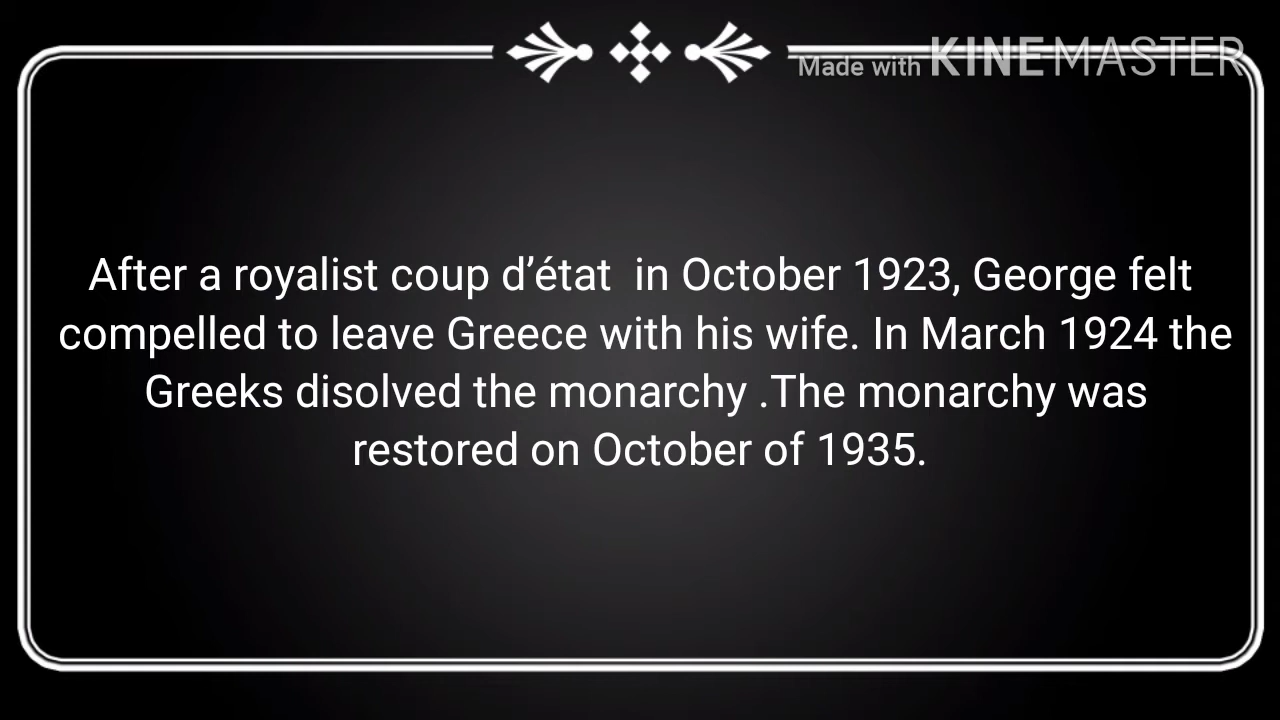 Made with KINEMASTER
After a royalist coup d’état  in October 1923, George felt
compelled to leave Greece with his wife. In March 1924 the
Greeks disolved the monarchy .The monarchy was
restored on October of 1935.